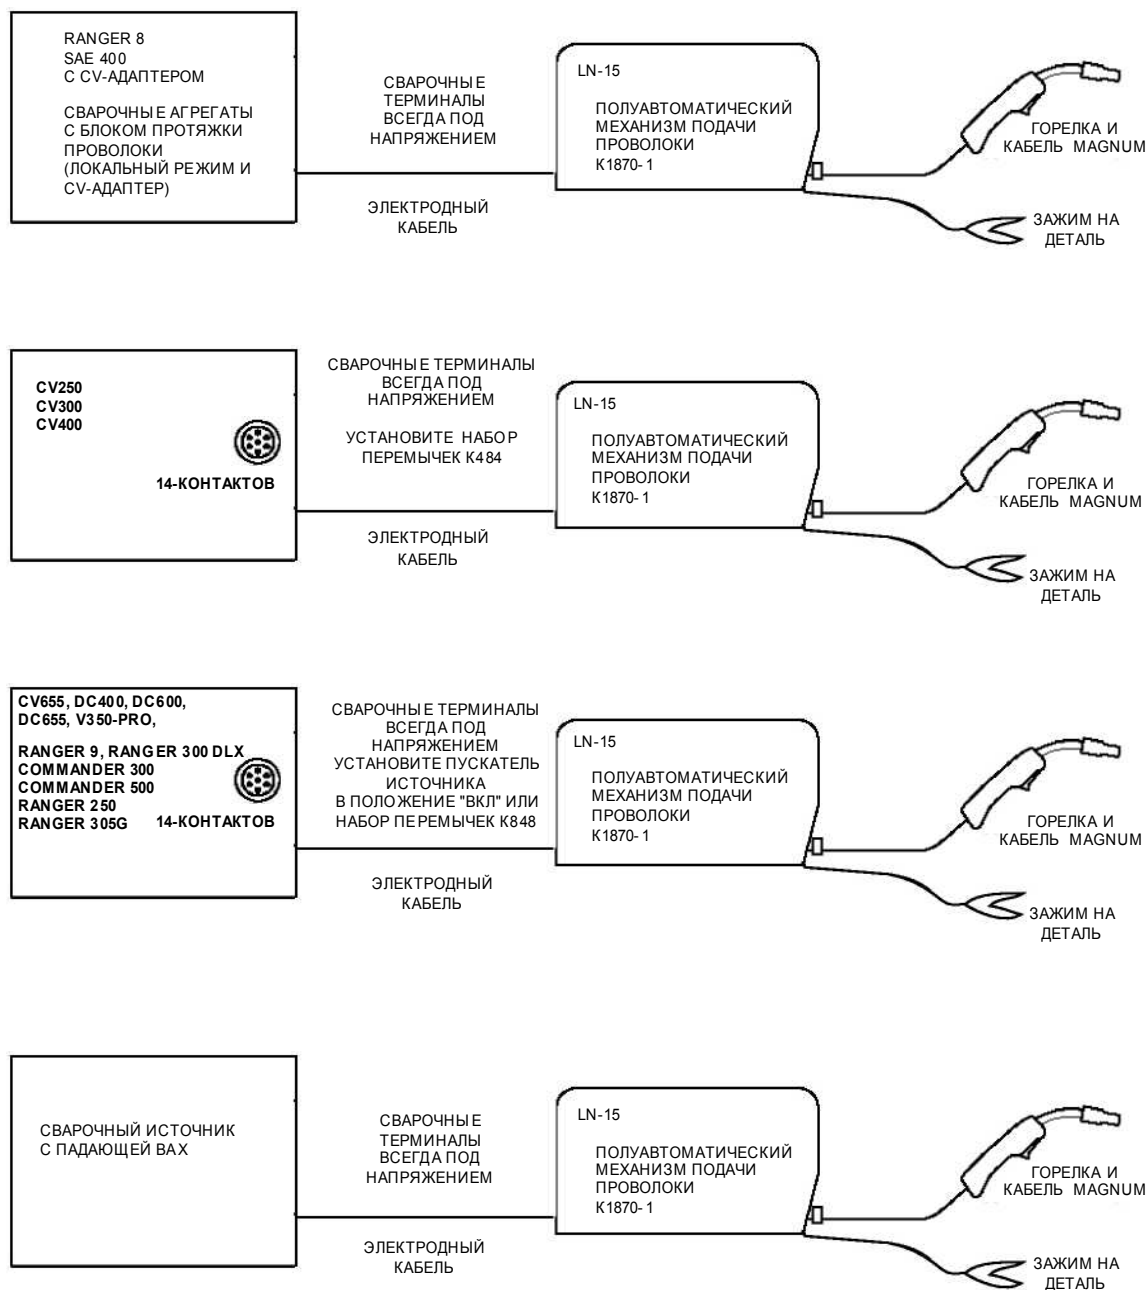 RANGER 8
SAE 400
С CV-АДАПТЕРОМ
СВАРОЧНЫЕ АГРЕГАТЫ
С БЛОКОМ ПРОТЯЖКИ
ПРОВОЛОКИ
(ЛОКАЛЬНЫЙ РЕЖИМ И
CV-АДАПТЕР)
СВАРОЧНЫЕ
ТЕРМИНАЛЫ
ВСЕГДА ПОД
НАПРЯЖЕНИЕМ
ЭЛЕКТРОДНЫЙ
КАБЕЛЬ
LN-15
ПОЛУАВТОМАТИЧЕСКИЙ
МЕХАНИЗМ ПОДАЧИ
ПРОВОЛОКИ
K1870-1
ГОРЕЛКА И
КАБЕЛЬ MAGNUM
ЗАЖИМ НА
ДЕТАЛЬ
CV250
CV300
CV400
14-КОНТАКТОВ
СВАРОЧНЫЕ ТЕРМИНАЛЫ
ВСЕГДА ПОД
НАПРЯЖЕНИЕМ
УСТАНОВИТЕ НАБОР
ПЕРЕМЫЧЕК К484
ЭЛЕКТРОДНЫЙ
КАБЕЛЬ
LN-15
ПОЛУАВТОМАТИЧЕСКИЙ
МЕХАНИЗМ ПОДАЧИ
ПРОВОЛОКИ
K1870-1
ГОРЕЛКА И
КАБЕЛЬ MAGNUM
ЗАЖИМ НА
ДЕТАЛЬ
CV655, DC400, DC600,
DC655, V350-PRO,
RANGER 9, RANGER 300 DLX
COMMANDER 300
COMMANDER 500
RANGER 250
RANGER 305G 14-КОНТАКТОВ
СВАРОЧНЫЕ ТЕРМИНАЛЫ
ВСЕГДА ПОД
НАПРЯЖЕНИЕМ
УСТАНОВИТЕ ПУСКАТЕЛЬ
ИСТОЧНИКА
В ПОЛОЖЕНИЕ "ВКЛ" ИЛИ
НАБОР ПЕРЕМЫЧЕК К848
ЭЛЕКТРОДНЫЙ
КАБЕЛЬ
LN-15
ПОЛУАВТОМАТИЧЕСКИЙ
МЕХАНИЗМ ПОДАЧИ
ПРОВОЛОКИ
K1870-1
ГОРЕЛКА И
КАБЕЛЬ MAGNUM
ЗАЖИМ НА
ДЕТАЛЬ
СВАРОЧНЫЙ ИСТОЧНИК
С ПАДАЮЩЕЙ ВАХ
СВАРОЧНЫЕ
ТЕРМИНАЛЫ
ВСЕГДА ПОД
НАПРЯЖЕНИЕМ
ЭЛЕКТРОДНЫЙ
КАБЕЛЬ
LN-15
ПОЛУАВТОМАТИЧЕСКИЙ
МЕХАНИЗМ ПОДАЧИ
ПРОВОЛОКИ
K1870-1
ГОРЕЛКА И
КАБЕЛЬ MAGNUM
ЗАЖИМ НА
ДЕТАЛЬ